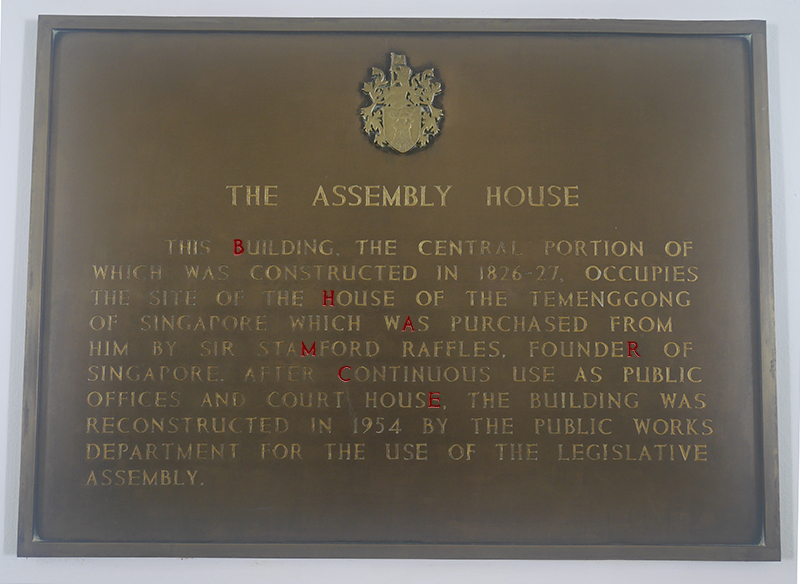 THE ASSEMBLY HOUSE
THIS BUILDING, THE CENTRAL PORTION OF
WHICH WAS CONSTRUCTED IN 1826-27, OCCUPIES
THE SITE OF THE HOUSE OF THE TEMENGGONG
OF SINGAPORE WHICH WAS PURCHASED FROM
HIM BY SIR STAMFORD RAFFLES, FOUNDER OF
SINGAPORE. AFTER CONTINUOUS USE AS PUBLIC
OFFICES AND COURT HOUSE, THE BUILDING WAS
RECONSTRUCTED IN 1954 BY THE PUBLIC WORKS
DEPARTMENT FOR THE USE OF THE LEGISLATIVE
ASSEMBLY.